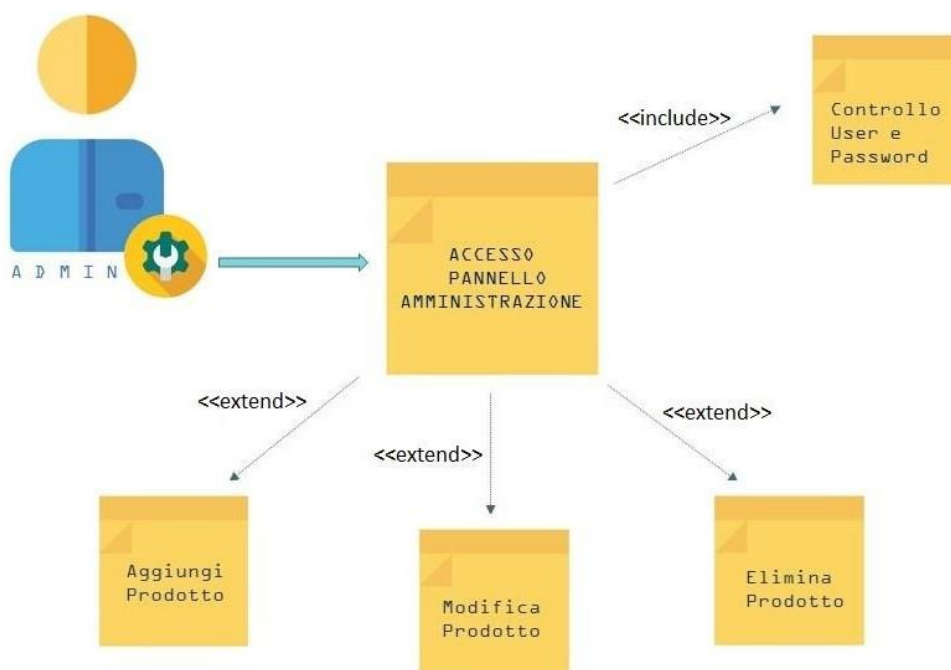 <<include>>
Controllo
User e
Password
ADMIN
ACCESSO
PANNELLO
AMMINISTRAZIONE
<<extend>>
<<extend>>
<<extend>>
Aggiungi
Prodotto
Modifica
Prodotto
Elimina
Prodotto